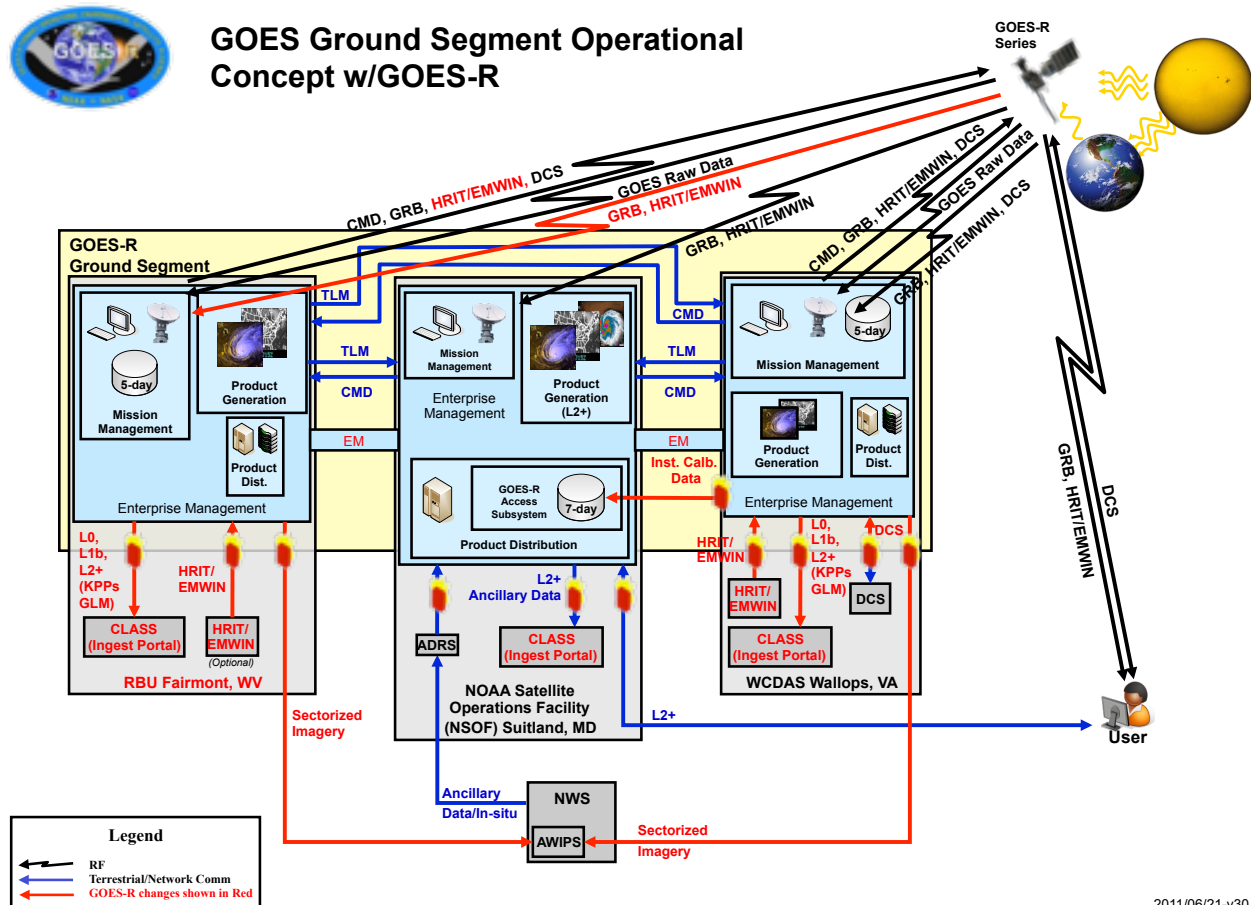 GOES Ground Segment Operational
Concept w/GOES-R
GOES-R
GOES-R
Series
CMD, GRB, HRIT/EMWIN, DCS
GOES Raw Data
GRB, HRIT/EMWIN
GRB, HRIT/EMWIN
CMD, GRB, HRIT/EMWIN, DCS
GOES Raw Data
GRB, HRIT/EMWIN, DCS
GRB, HRIT/EMWIN
DCS
GOES-R
Ground Segment
5-day
Mission
Management
Product
Generation
Product
Dist.
Enterprise Management
TLM
TLM
CMD
EM
Mission
Management
Product
Generation
(L2+)
Enterprise
Management
GOES-R
Access
Subsystem
7-day
Product Distribution
CMD
TLM
CMD
EM
Inst. Calb.
Data
5-day
Mission Management
Product
Generation
Product
Dist.
Enterprise Management
L0,
L1b,
L2+
(KPPs
GLM)
HRIT/
EMWIN
CLASS
(Ingest Portal)
HRIT/
EMWIN
(Optional)
RBU Fairmont, WV
L2+
Ancillary Data
ADRS
CLASS
(Ingest Portal)
NOAA Satellite
Operations Facility
(NSOF) Suitland, MD
HRIT/
EMWIN
L0,
L1b,
L2+
(KPPs
GLM)
DCS
HRIT/
EMWIN
DCS
CLASS
(Ingest Portal)
WCDAS Wallops, VA
Sectorized
Imagery
L2+
User
Ancillary
Data/In-situ
NWS
AWIPS
Sectorized
Imagery
Legend
RF
Terrestrial/Network Comm
GOES-R changes shown in Red
2011/06/21-v30